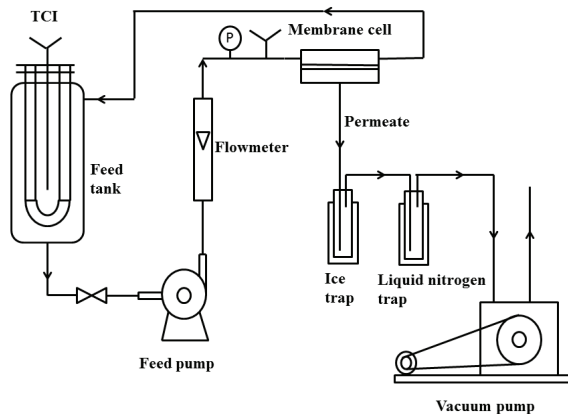 TCI
P
Membrane cell
Permeate
Flowmeter
Feed
tank
Ice
trap
Liquid nitrogen
trap
Feed pump
Vacuum pump